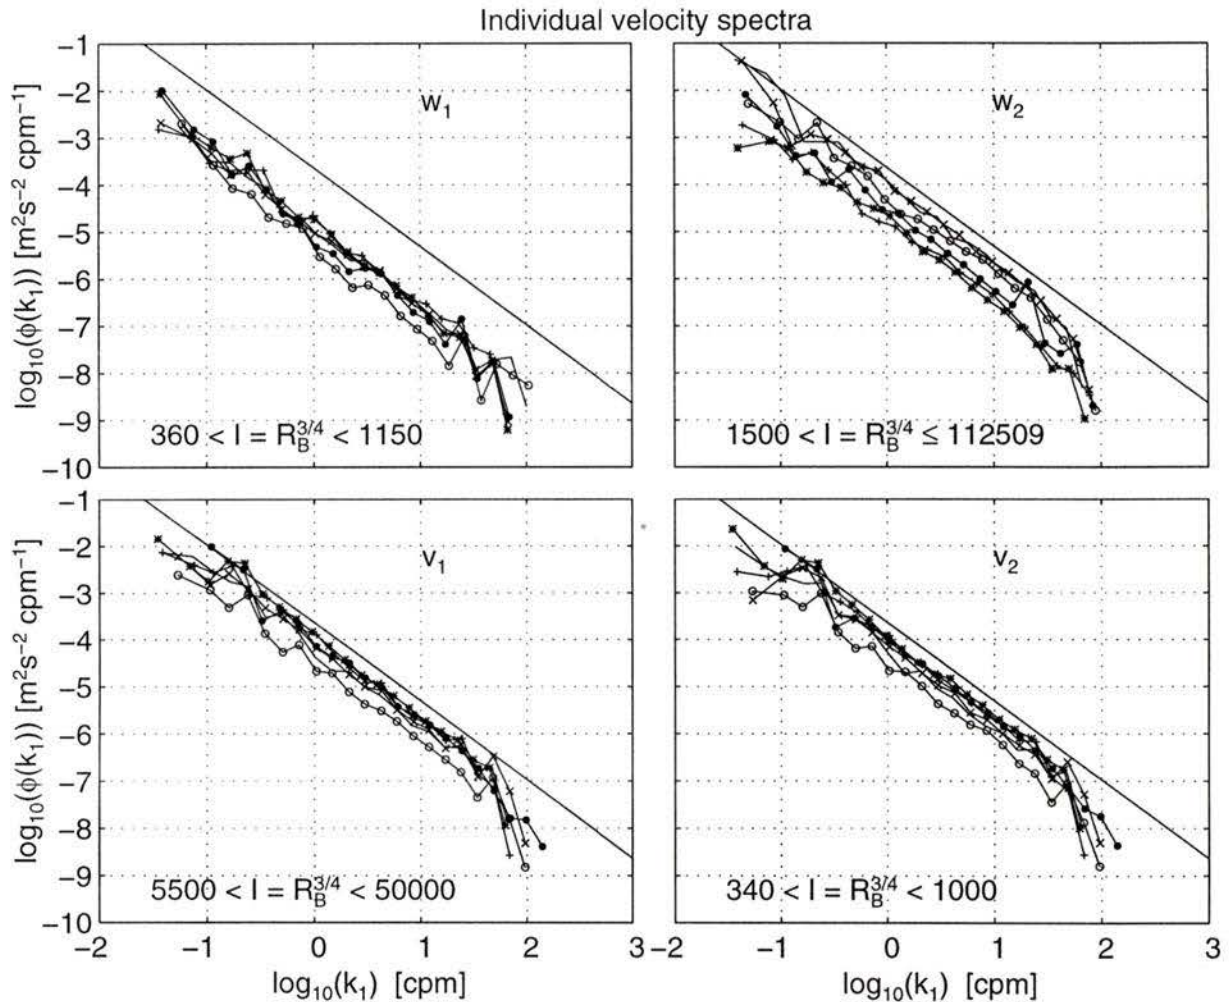 Individual velocity spectra
−1
−2
−3
−4
−5
−6
−7
−8
−9
−10
log₁₀(ϕ(k₁)) [m²s⁻² cpm⁻¹]
w₁
360 < I = R_B^{3/4} < 1150
w₂
1500 < I = R_B^{3/4} ≤ 112509
−1
−2
−3
−4
−5
−6
−7
−8
−9
−10
log₁₀(ϕ(k₁)) [m²s⁻² cpm⁻¹]
v₁
5500 < I = R_B^{3/4} < 50000
v₂
340 < I = R_B^{3/4} < 1000
−2 −1 0 1 2 3
−2 −1 0 1 2 3
log₁₀(k₁) [cpm]
log₁₀(k₁) [cpm]